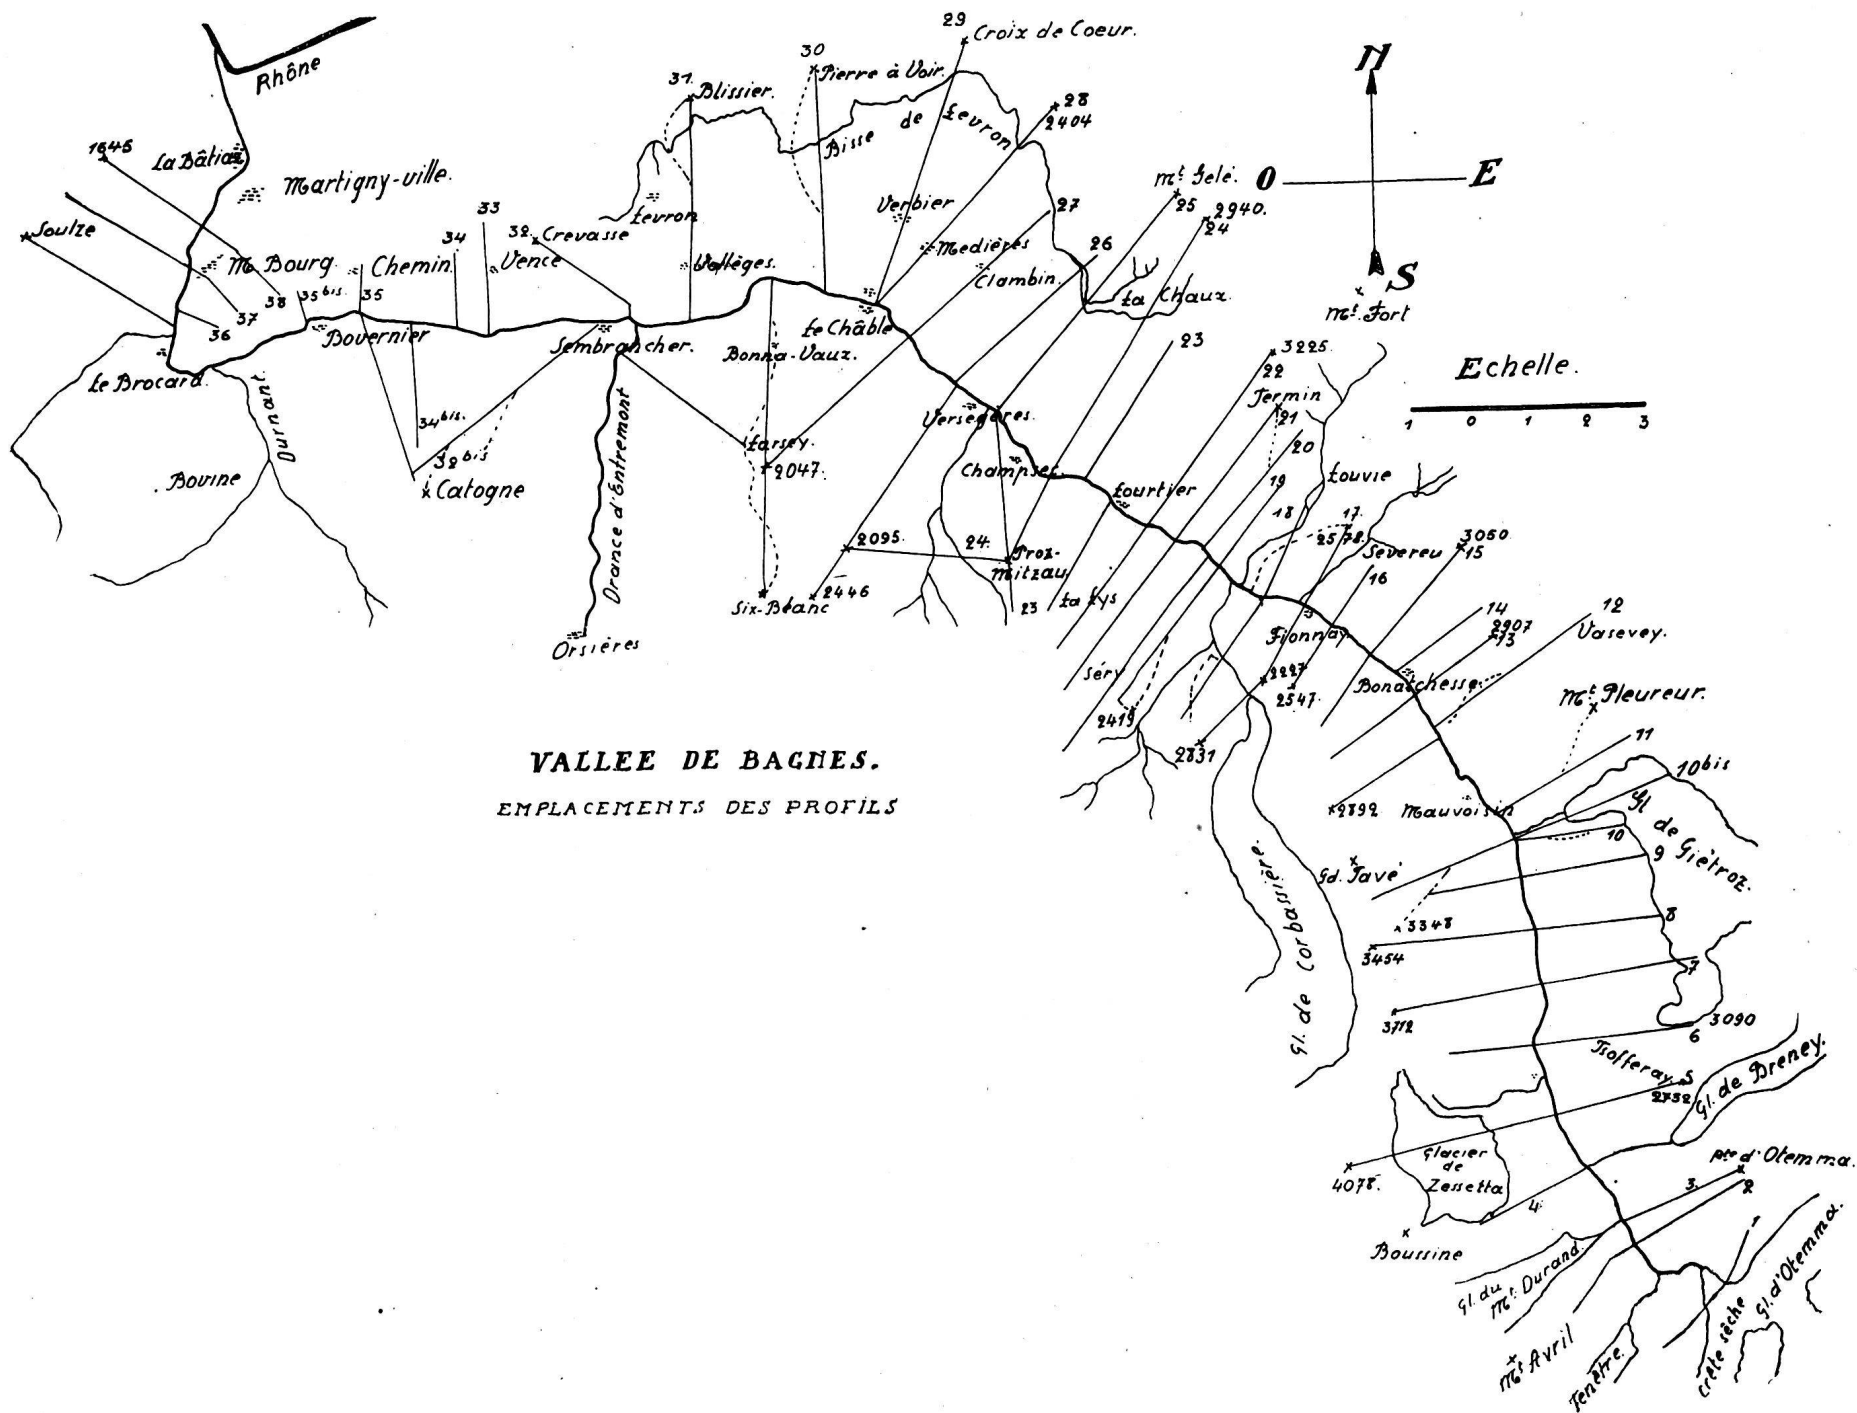 29
Croix de Coeur.
30
Pierre à Voir.
31.
Blissier.
Rhône
N
O
E
S
28
2404
Bisse de Levron
1645
La Bâtiaz
Martigny-ville.
Mt. Gelé.
25
2940.
24
Soulze
Levron
Verbier
27
33
34
32
Crevasse
Vence
Medières
26
M. Bourg
Chemin
Vollèges.
Clambin.
La Chaux.
Mt. Fort
38
35bis.
35
37
36
Bovernier
Sembrancher.
Bonna-Vaux.
Le Châble
23
3225.
22
Echelle.
1 0 1 2 3
Le Brocard.
Durnant.
Termin
21
34bis.
Larsey.
Versegères.
20
32bis
2047.
Champsec.
19
Louvie
Bovine
Catogne
Lourtier
18
17.
2578.
Drance d'Entremont
2095.
24.
Proz-
Mitzau
Severeu
3050
15
16
2446
Six-Blanc
23
La Lys
14
2907
13
12
Vasevey.
Orsières
Fionnay
Séry
2227
2547.
Bonatchesse.
Mt. Pleureur.
2419
2831
11
VALLEE DE BAGNES.
EMPLACEMENTS DES PROFILS
10bis
2892
Mauvoisin
Gl. de Giétroz.
10
9
Gd. Tavé
Gl. de Corbassière.
3348
8
3454
7
3712
3090
6
Tsofferay.
5
2732
Gl. de Breney.
Glacier
de
Zessetta
4078.
Pte d'Otemma.
3.
2
4.
Boussine
1
Gl. du
Mt. Durand.
Gl. d'Otemma.
Mt Avril
Fenêtre.
Crête sèche